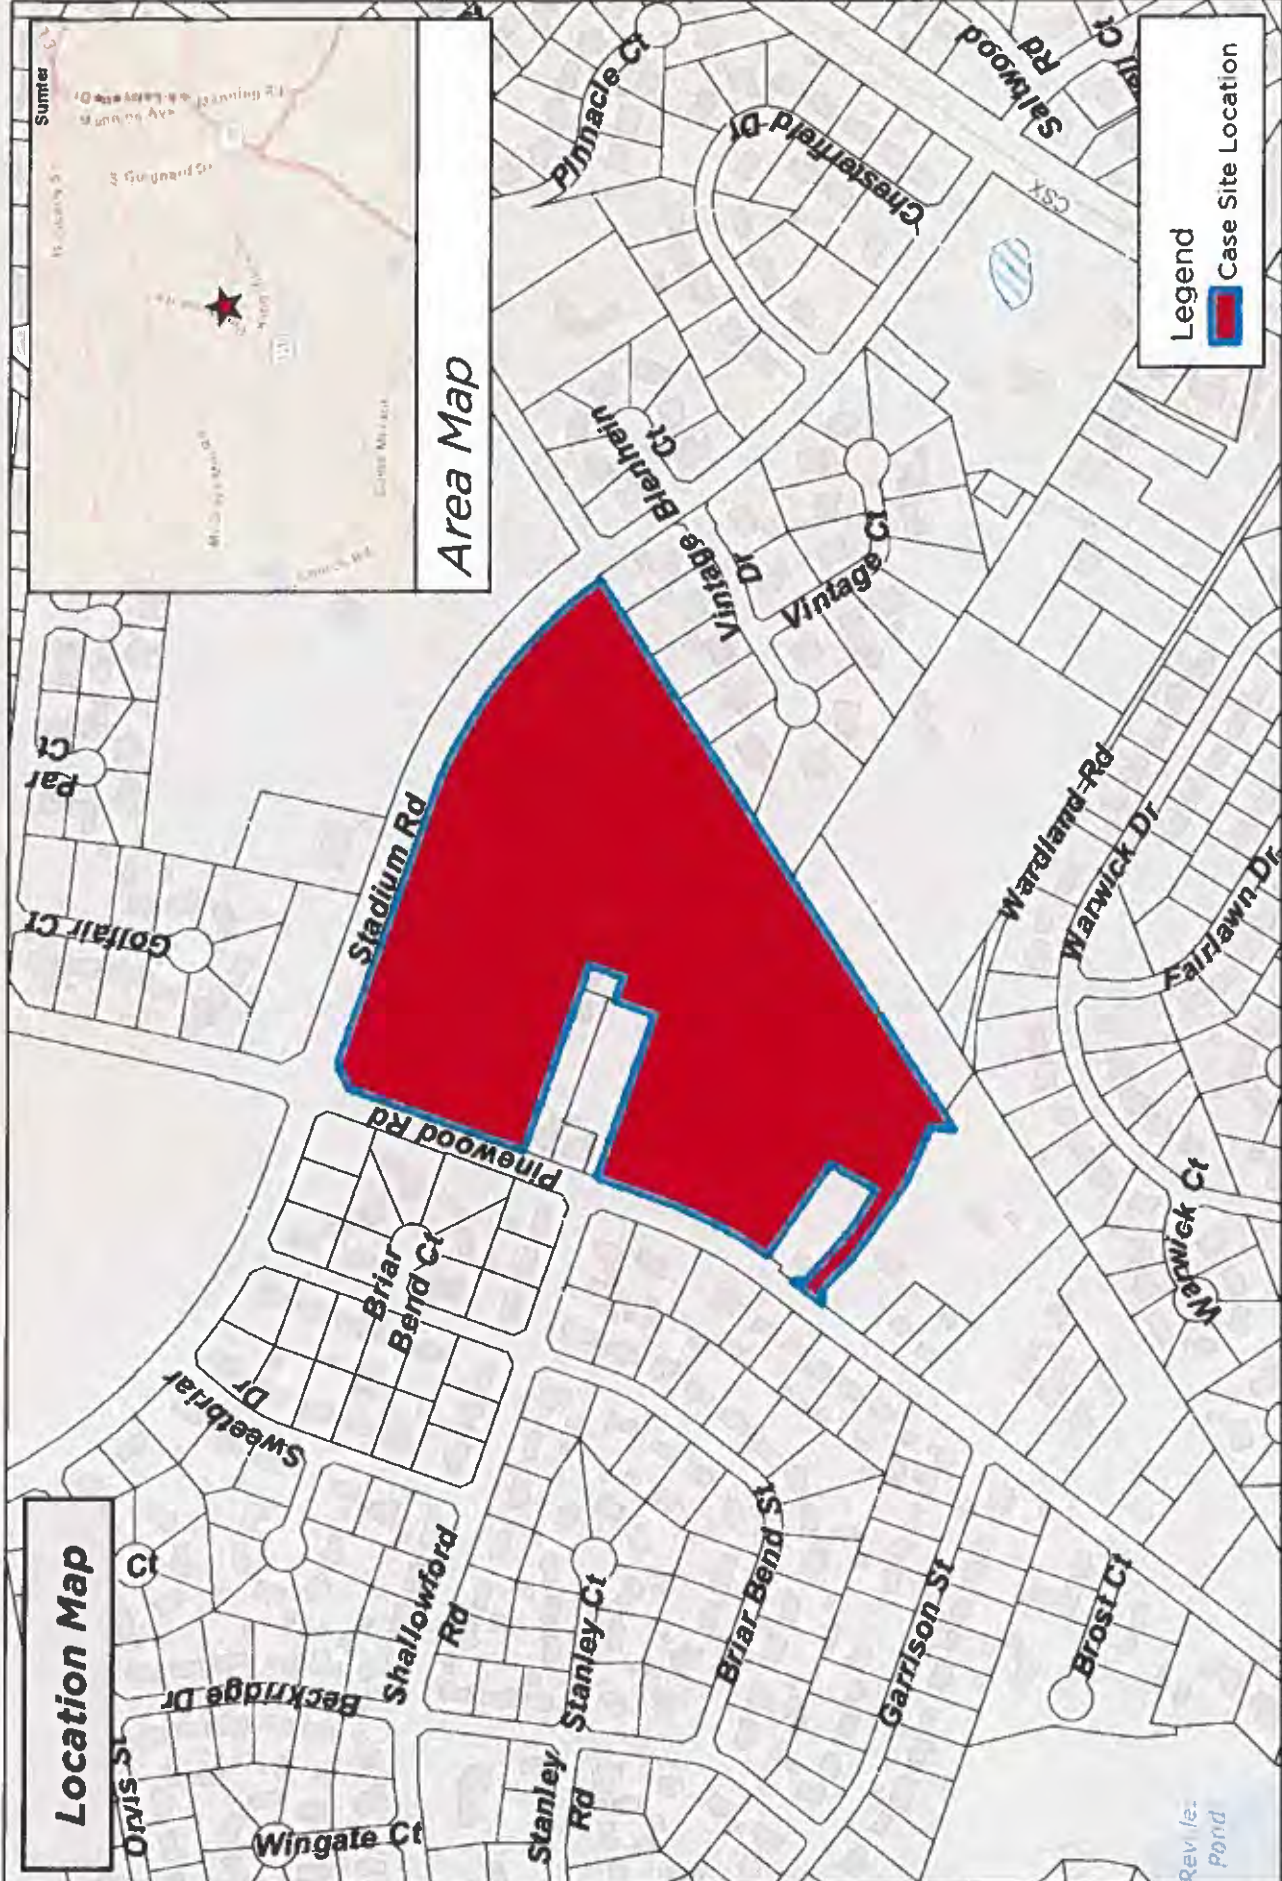 Location Map
Area Map
Sumter
Legend
Case Site Location
Orvis St
Ct
Wingate Ct
Beckridge Dr
Shallowford
Rd
Stanley
Rd
Stanley Ct
Sweetbriar
Dr
Briar
Bend Ct
Briar Bend St
Garrison St
Brost Ct
Pinewood Rd
Stadium Rd
Golfair Ct
Par
Ct
Warwick Ct
Warwick Dr
Wardland Rd
Fairlawn Dr
Vintage
Dr
Vintage Ct
Blenhein
Ct
Pinnacle Ct
Chesterfield Dr
Saltwood
Rd
Ct
CSX
Pond